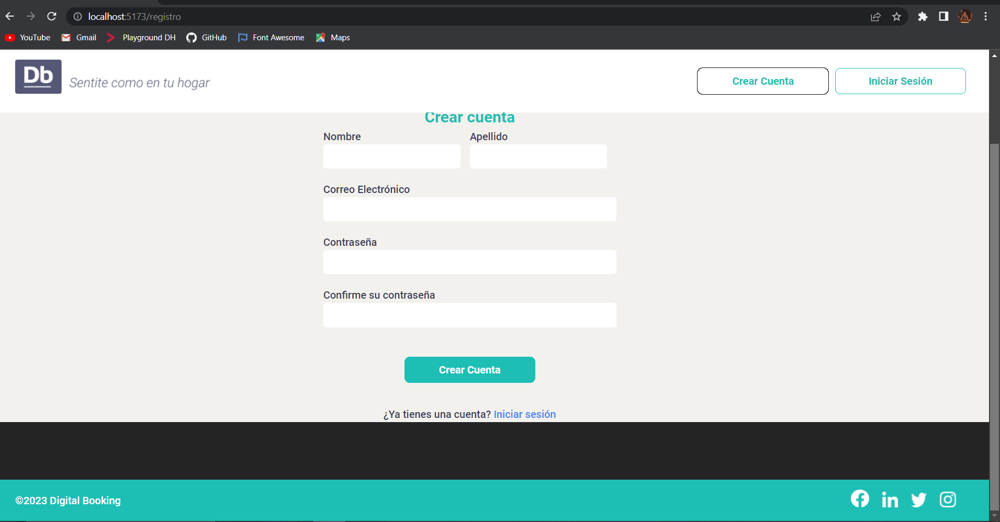 localhost:5173/registro
YouTube Gmail Playground DH GitHub Font Awesome Maps
Db Sentite como en tu hogar Crear Cuenta Iniciar Sesión
Crear cuenta
Nombre Apellido
Correo Electrónico
Contraseña
Confirme su contraseña
Crear Cuenta
¿Ya tienes una cuenta? Iniciar sesión
©2023 Digital Booking